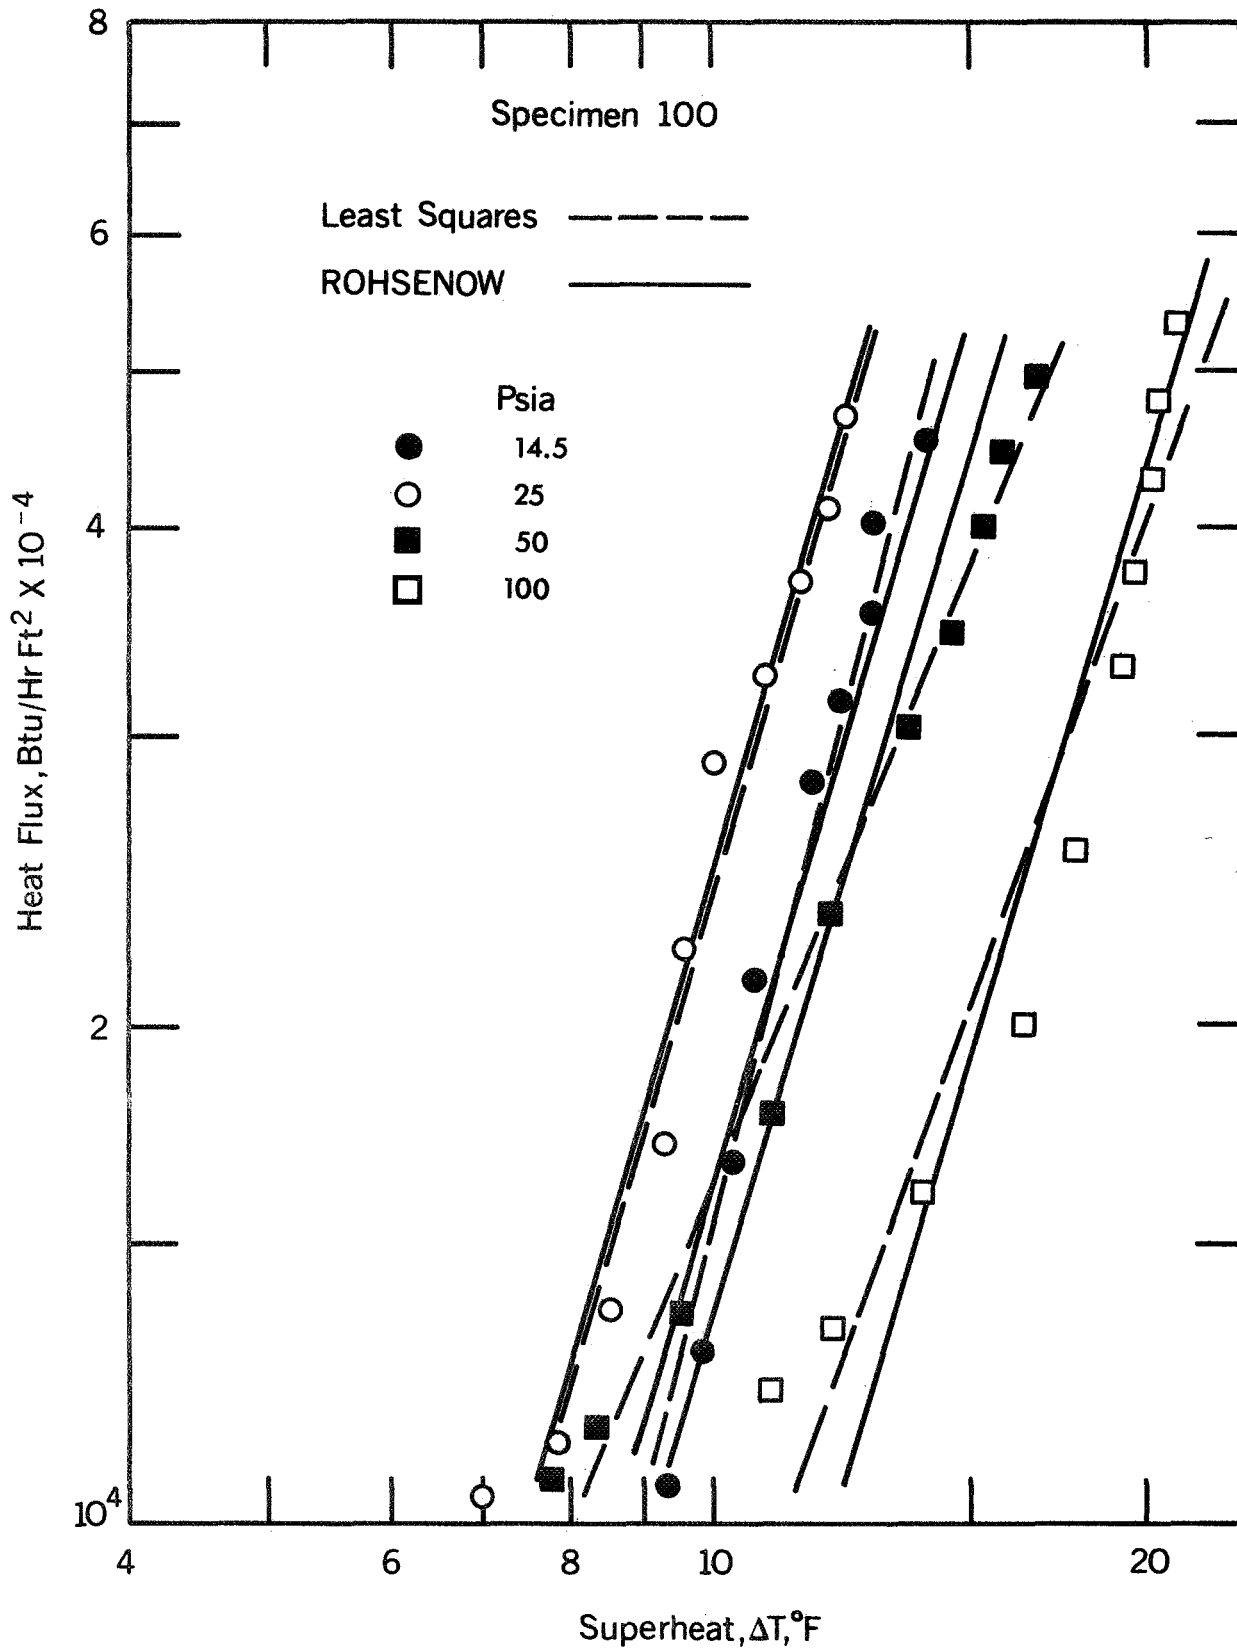 8
Specimen 100
Least Squares
6
ROHSENOW
Psia
14.5
25
50
100
4
Heat Flux, Btu/Hr Ft² X 10⁻⁴
2
10⁴
4 6 8 10 20
Superheat, ΔT, °F